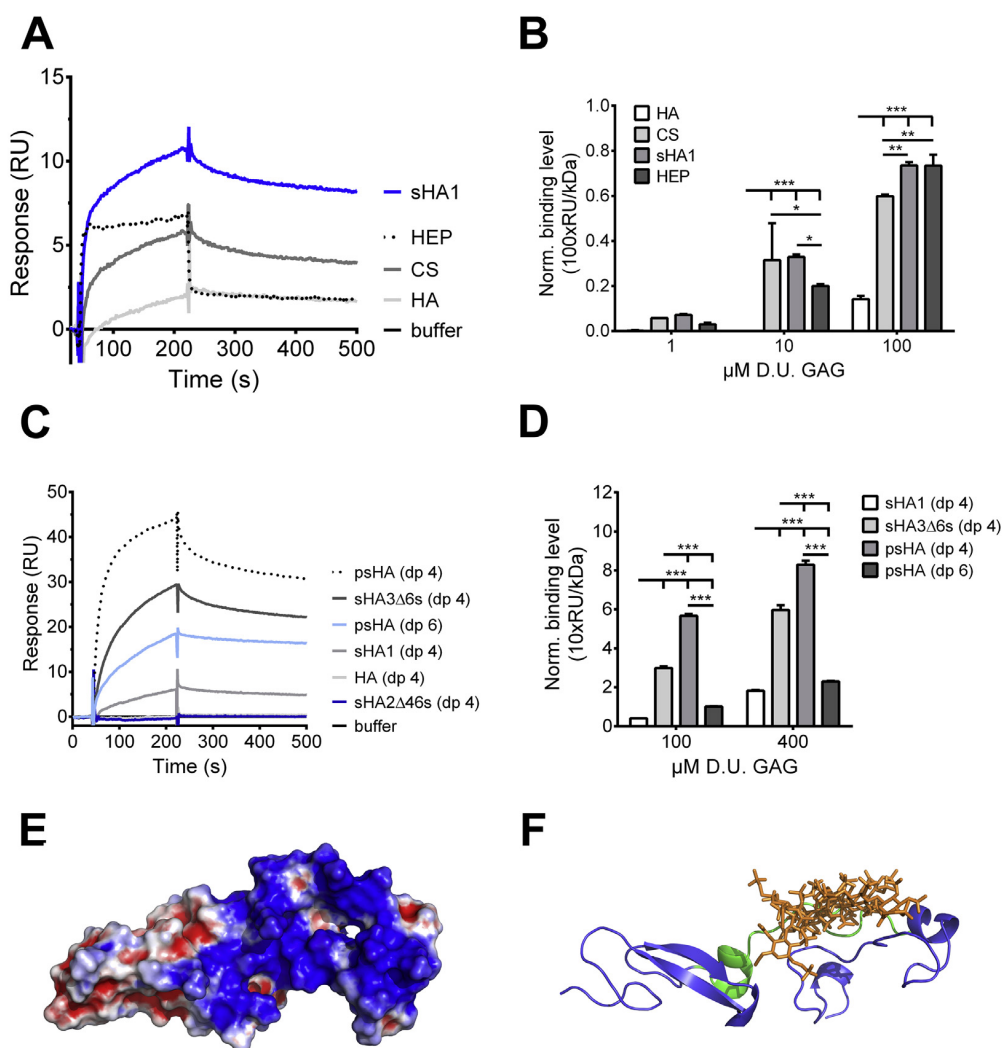 A
15
10
5
0
Response (RU)
100 200 300 400 500
Time (s)
sHA1
HEP
CS
HA
buffer
B
1.0
0.8
0.6
0.4
0.2
0.0
Norm. binding level
(100xRU/kDa)
HA
CS
sHA1
HEP
***
*
*
***
**
**
1 10 100
µM D.U. GAG
C
50
40
30
20
10
0
Response (RU)
0 100 200 300 400 500
Time (s)
psHA (dp 4)
sHA3Δ6s (dp 4)
psHA (dp 6)
sHA1 (dp 4)
HA (dp 4)
sHA2Δ46s (dp 4)
buffer
D
12
10
8
6
4
2
0
Norm. binding level
(10xRU/kDa)
***
***
***
***
***
***
sHA1 (dp 4)
sHA3Δ6s (dp 4)
psHA (dp 4)
psHA (dp 6)
100 400
µM D.U. GAG
E
F